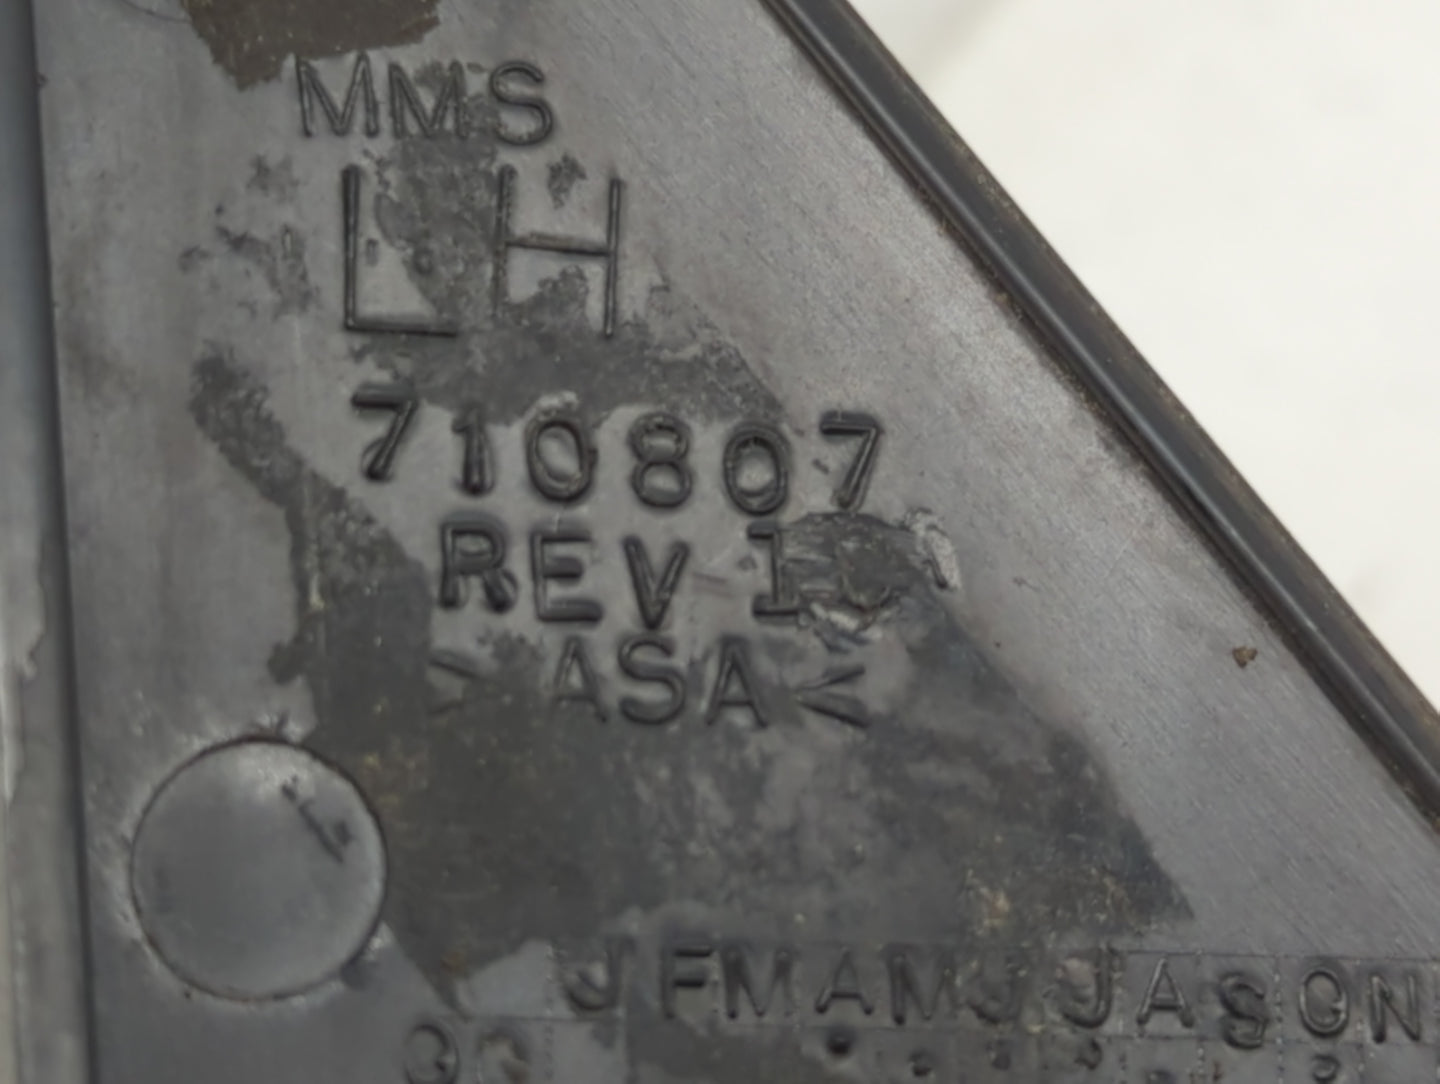 MMS
LH
710807
REV 1
>ASA<
JFMAMJJASON